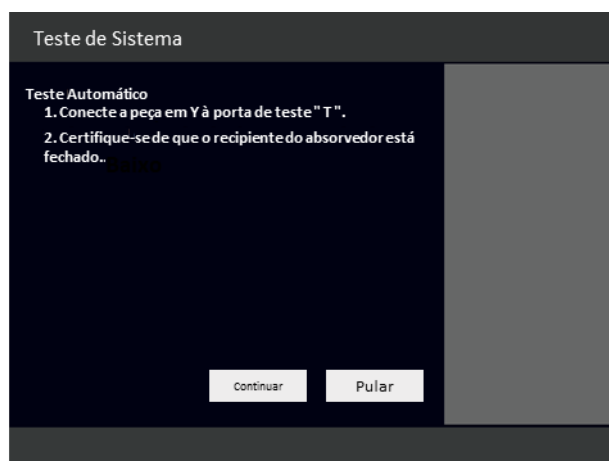 Teste de Sistema
Teste Automático
1. Conecte a peça em Y à porta de teste " T ".
2. Certifique-se de que o recipiente do absorvedor está
fechado..
Continuar
Pular